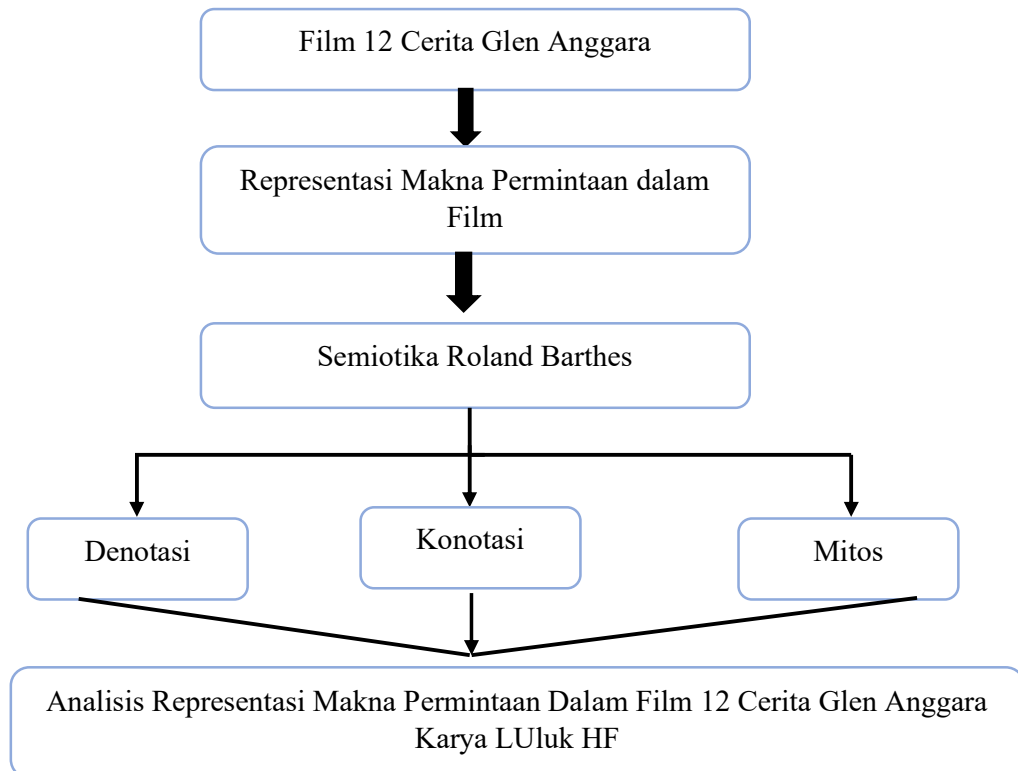 Film 12 Cerita Glen Anggara
Representasi Makna Permintaan dalam
Film
Semiotika Roland Barthes
Denotasi
Konotasi
Mitos
Analisis Representasi Makna Permintaan Dalam Film 12 Cerita Glen Anggara
Karya LUluk HF